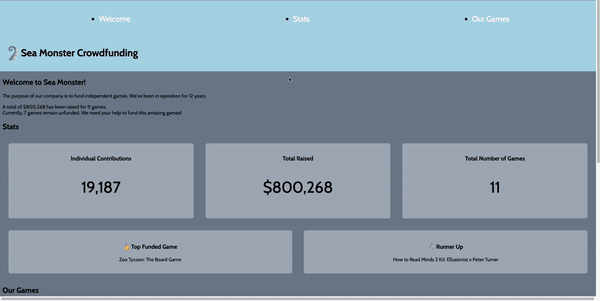 Welcome
Stats
Our Games
Sea Monster Crowdfunding
Welcome to Sea Monster!
The purpose of our company is to fund independent games. We've been in operation for 12 years.
A total of $800,268 has been raised for 11 games.
Currently, 7 games remain unfunded. We need your help to fund this amazing games!
Stats
Individual Contributions
Total Raised
Total Number of Games
19,187
$800,268
11
Top Funded Game
Runner Up
Zoo Tycoon: The Board Game
How to Read Minds 2 Kit: Ellusionist x Peter Turner
Our Games